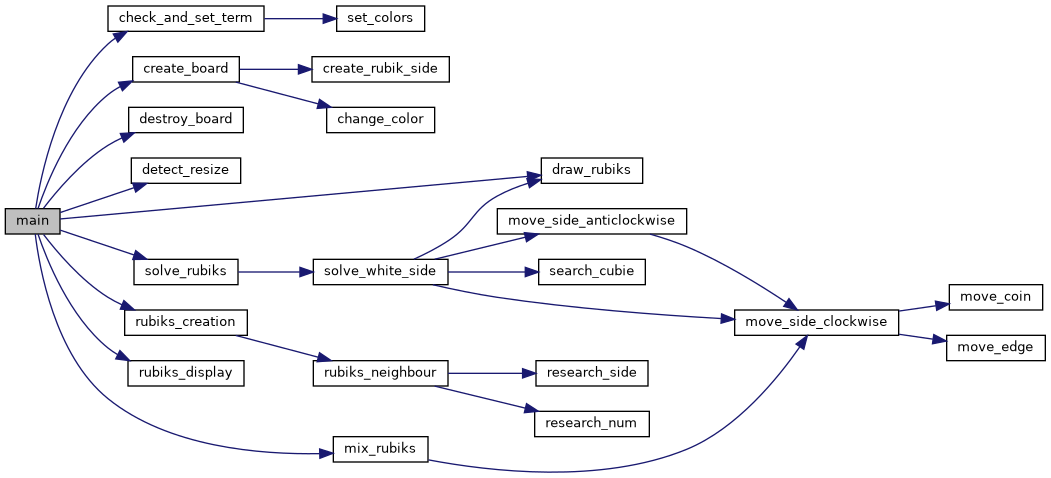 check_and_set_term
set_colors
create_board
create_rubik_side
destroy_board
change_color
detect_resize
draw_rubiks
main
move_side_anticlockwise
solve_rubiks
solve_white_side
search_cubie
move_coin
rubiks_creation
move_side_clockwise
move_edge
rubiks_display
rubiks_neighbour
research_side
research_num
mix_rubiks